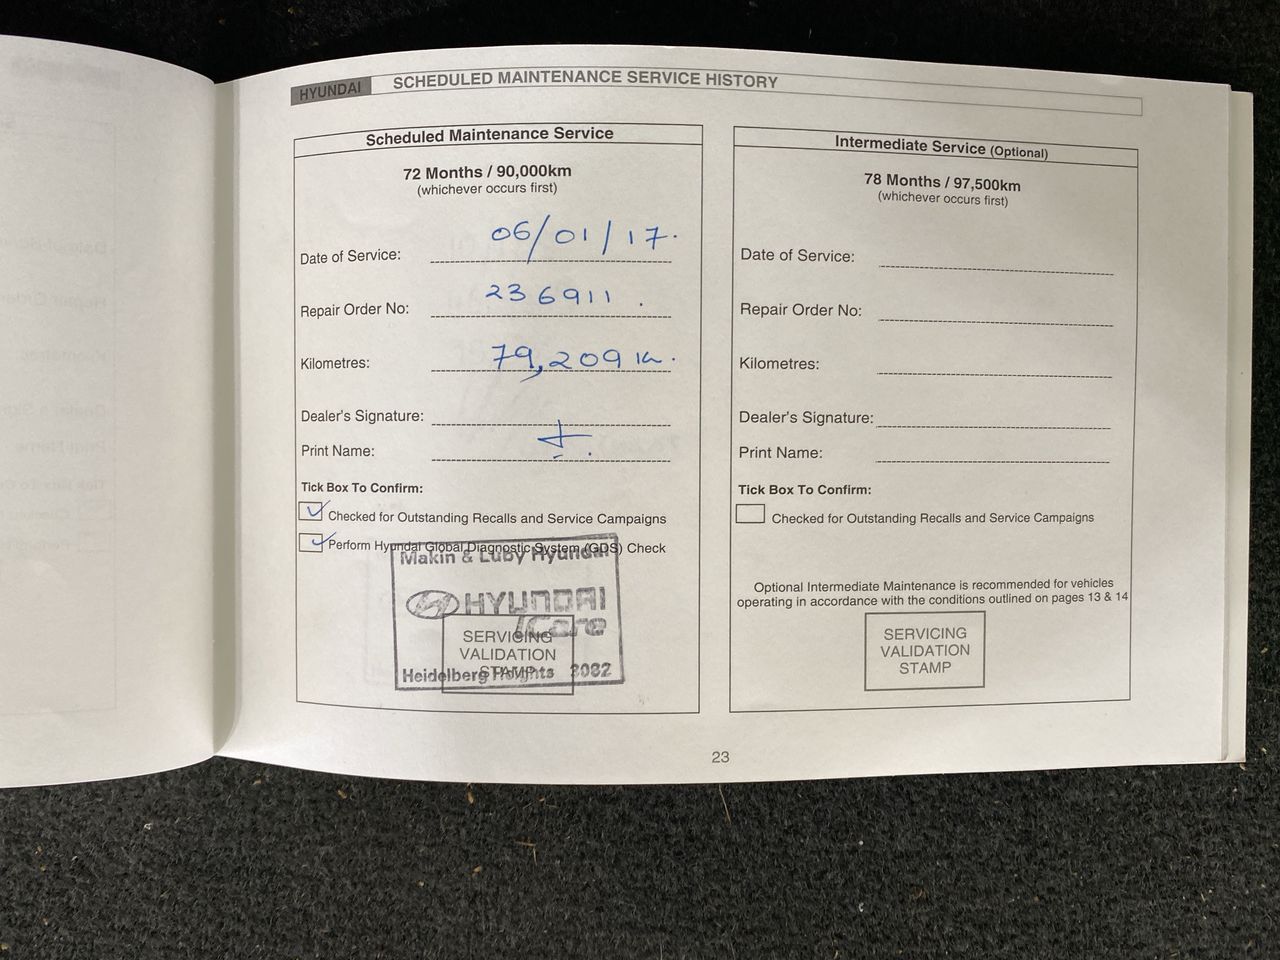 HYUNDAI SCHEDULED MAINTENANCE SERVICE HISTORY
Scheduled Maintenance Service
72 Months / 90,000km
(whichever occurs first)
Date of Service: 06/01/17.
Repair Order No: 236911.
Kilometres: 79,209
Dealer's Signature:
Print Name:
Tick Box To Confirm:
Checked for Outstanding Recalls and Service Campaigns
Perform Hyundai Global Diagnostic System (GDS) Check
Makin & Luby Hyundai
HYUNDAI
iCare
SERVICING
VALIDATION
STAMP
Heidelberg Heights 3082
Intermediate Service (Optional)
78 Months / 97,500km
(whichever occurs first)
Date of Service:
Repair Order No:
Kilometres:
Dealer's Signature:
Print Name:
Tick Box To Confirm:
Checked for Outstanding Recalls and Service Campaigns
Optional Intermediate Maintenance is recommended for vehicles
operating in accordance with the conditions outlined on pages 13 & 14
SERVICING
VALIDATION
STAMP
23